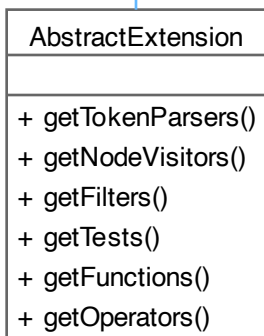 AbstractExtension
+ getTokenParsers()
+ getNodeVisitors()
+ getFilters()
+ getTests()
+ getFunctions()
+ getOperators()